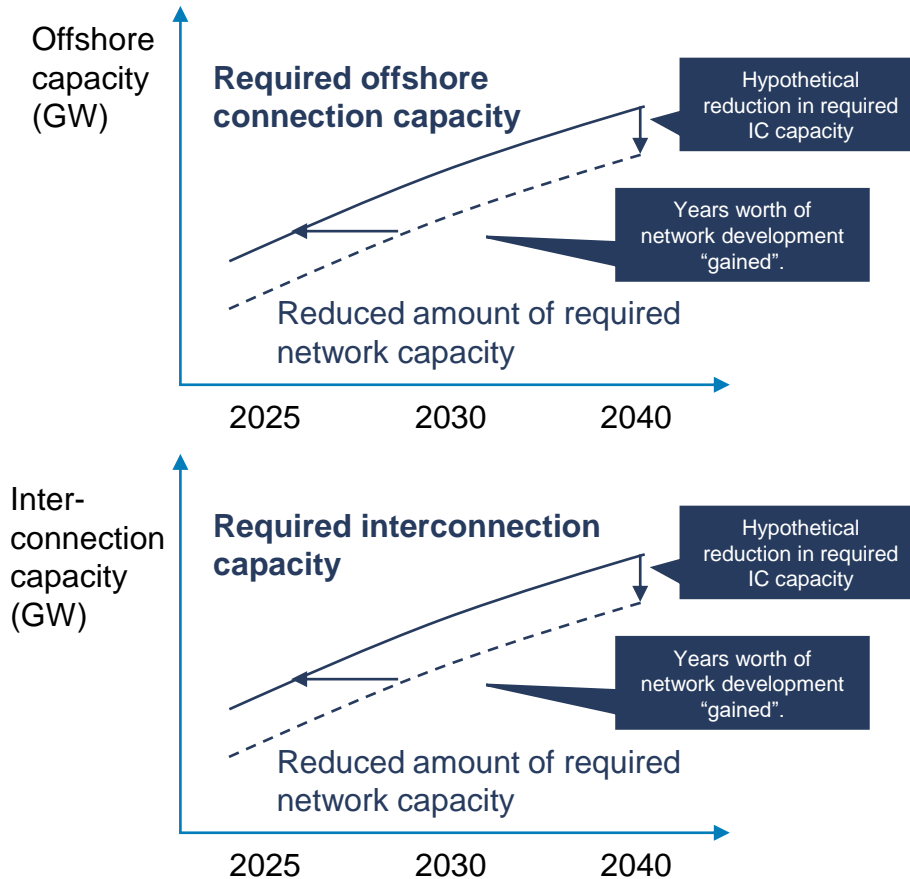 Offshore
capacity
(GW)
Required offshore
connection capacity
Hypothetical
reduction in required
IC capacity
Years worth of
network development
“gained”.
Reduced amount of required
network capacity
2025
2030
2040
Inter-
connection
capacity
(GW)
Required interconnection
capacity
Hypothetical
reduction in required
IC capacity
Years worth of
network development
“gained”.
Reduced amount of required
network capacity
2025
2030
2040